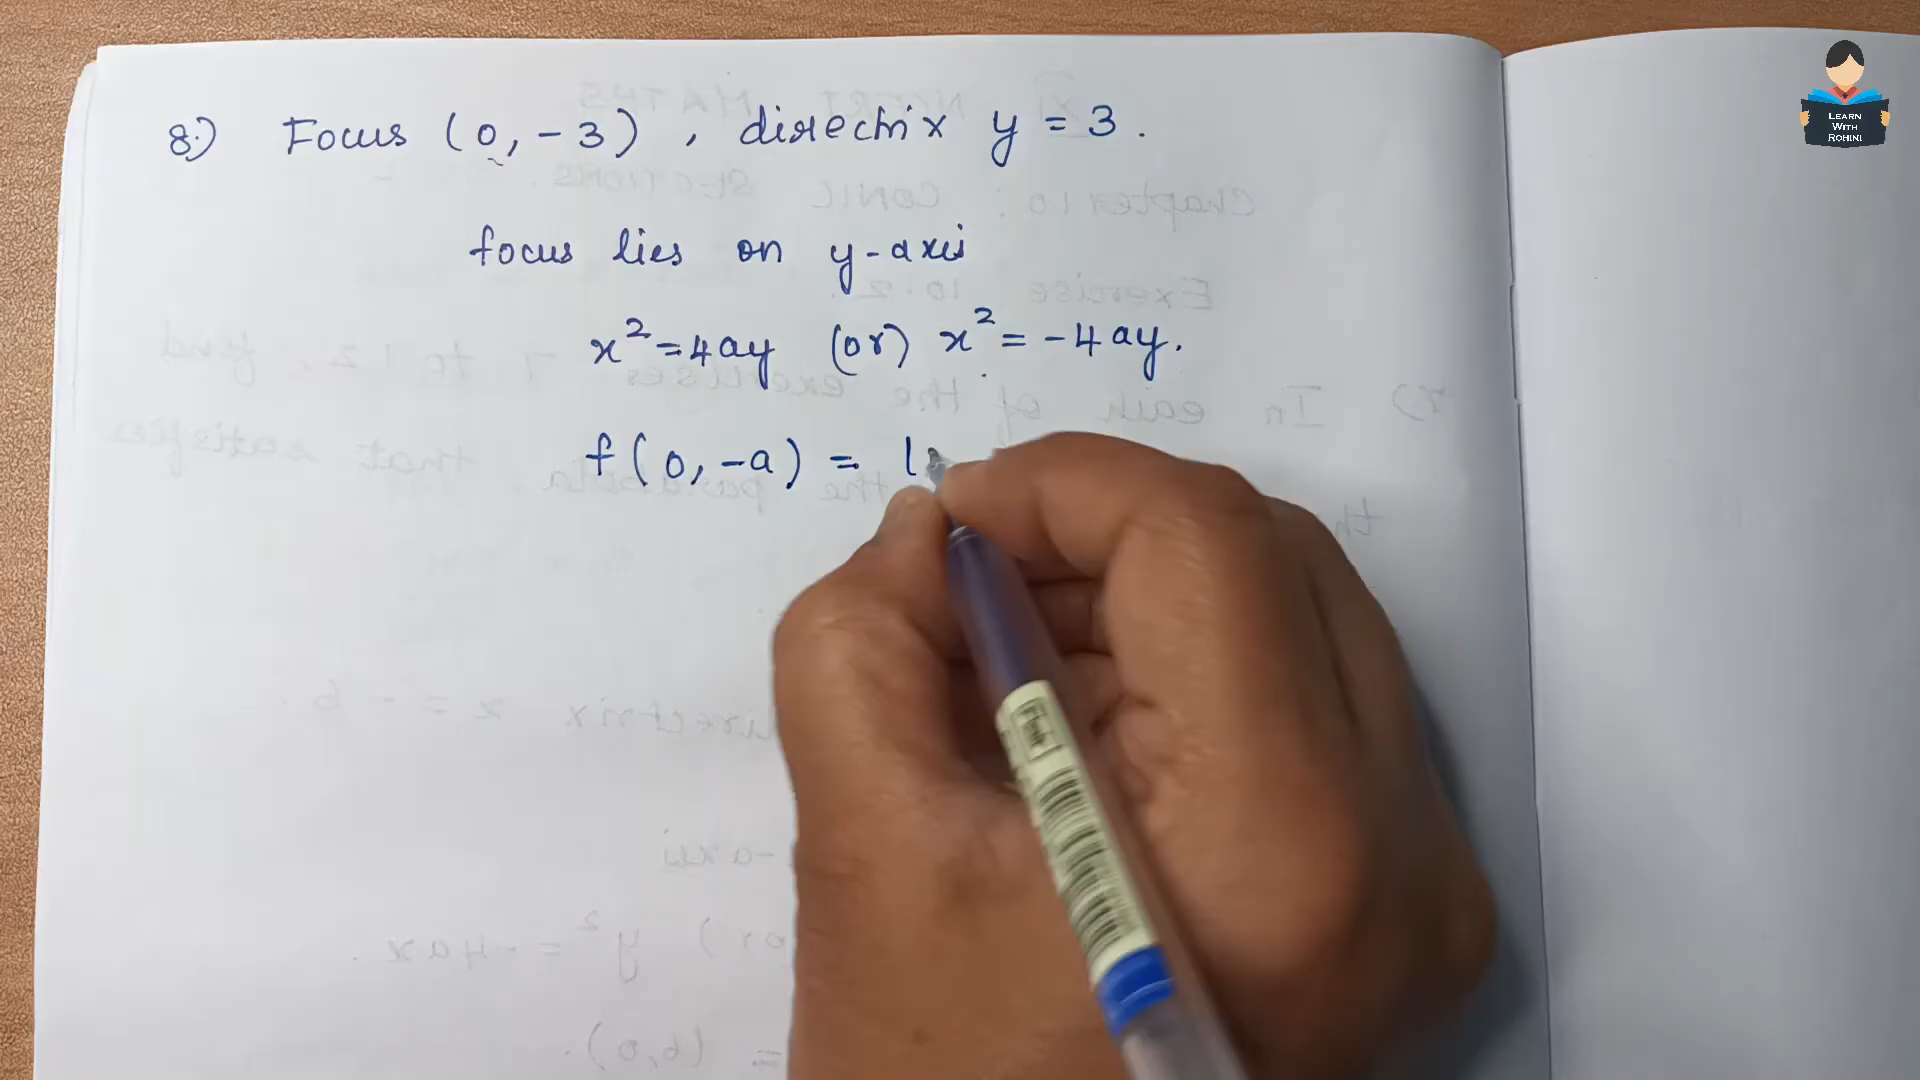 8.) Focus (0, -3) , directrix y = 3 .
focus lies on y-axis
x² = 4ay (or) x² = -4ay.
f(0, -a) = (
LEARN
WITH
ROHINI